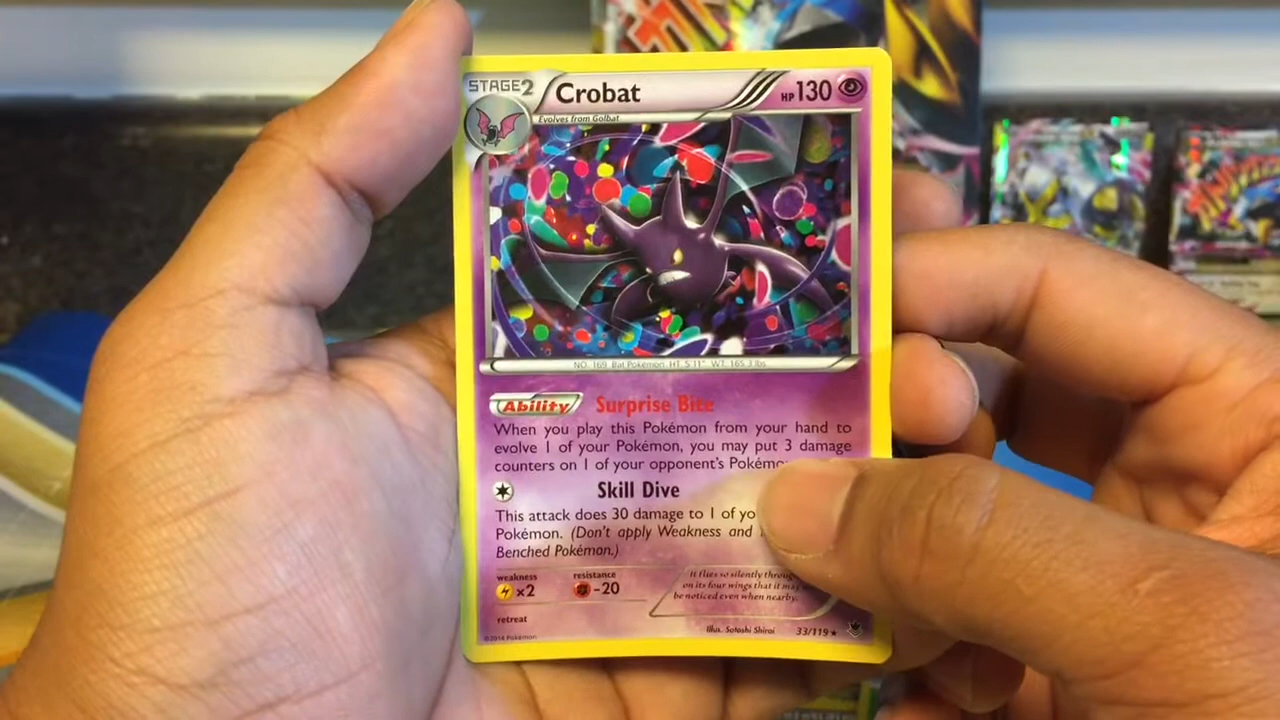 STAGE2 Crobat HP130
Evolves from Golbat
NO. 169 Bat Pokémon HT. 5'11" WT. 165.3 lbs
Ability Surprise Bite
When you play this Pokémon from your hand to
evolve 1 of your Pokémon, you may put 3 damage
counters on 1 of your opponent's Pokémo
Skill Dive
This attack does 30 damage to 1 of yo
Pokémon. (Don't apply Weakness and
Benched Pokémon.)
weakness resistance
×2 -20
It flies so silently throug
on its four wings that it may
be noticed even when nearby.
retreat
©2014 Pokémon
Illus. Satoshi Shirai 33/119